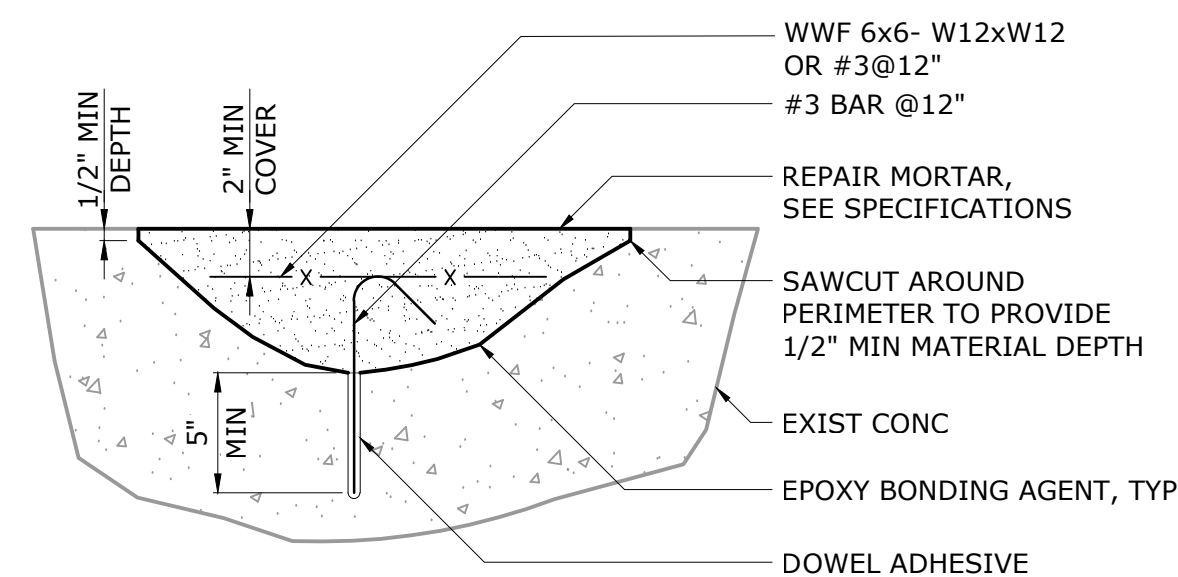 WWF 6x6- W12xW12
OR #3@12"
#3 BAR @12"
1/2" MIN
DEPTH
2" MIN
COVER
REPAIR MORTAR,
SEE SPECIFICATIONS
X
X
SAWCUT AROUND
PERIMETER TO PROVIDE
1/2" MIN MATERIAL DEPTH
5"
MIN
EXIST CONC
EPOXY BONDING AGENT, TYP
DOWEL ADHESIVE